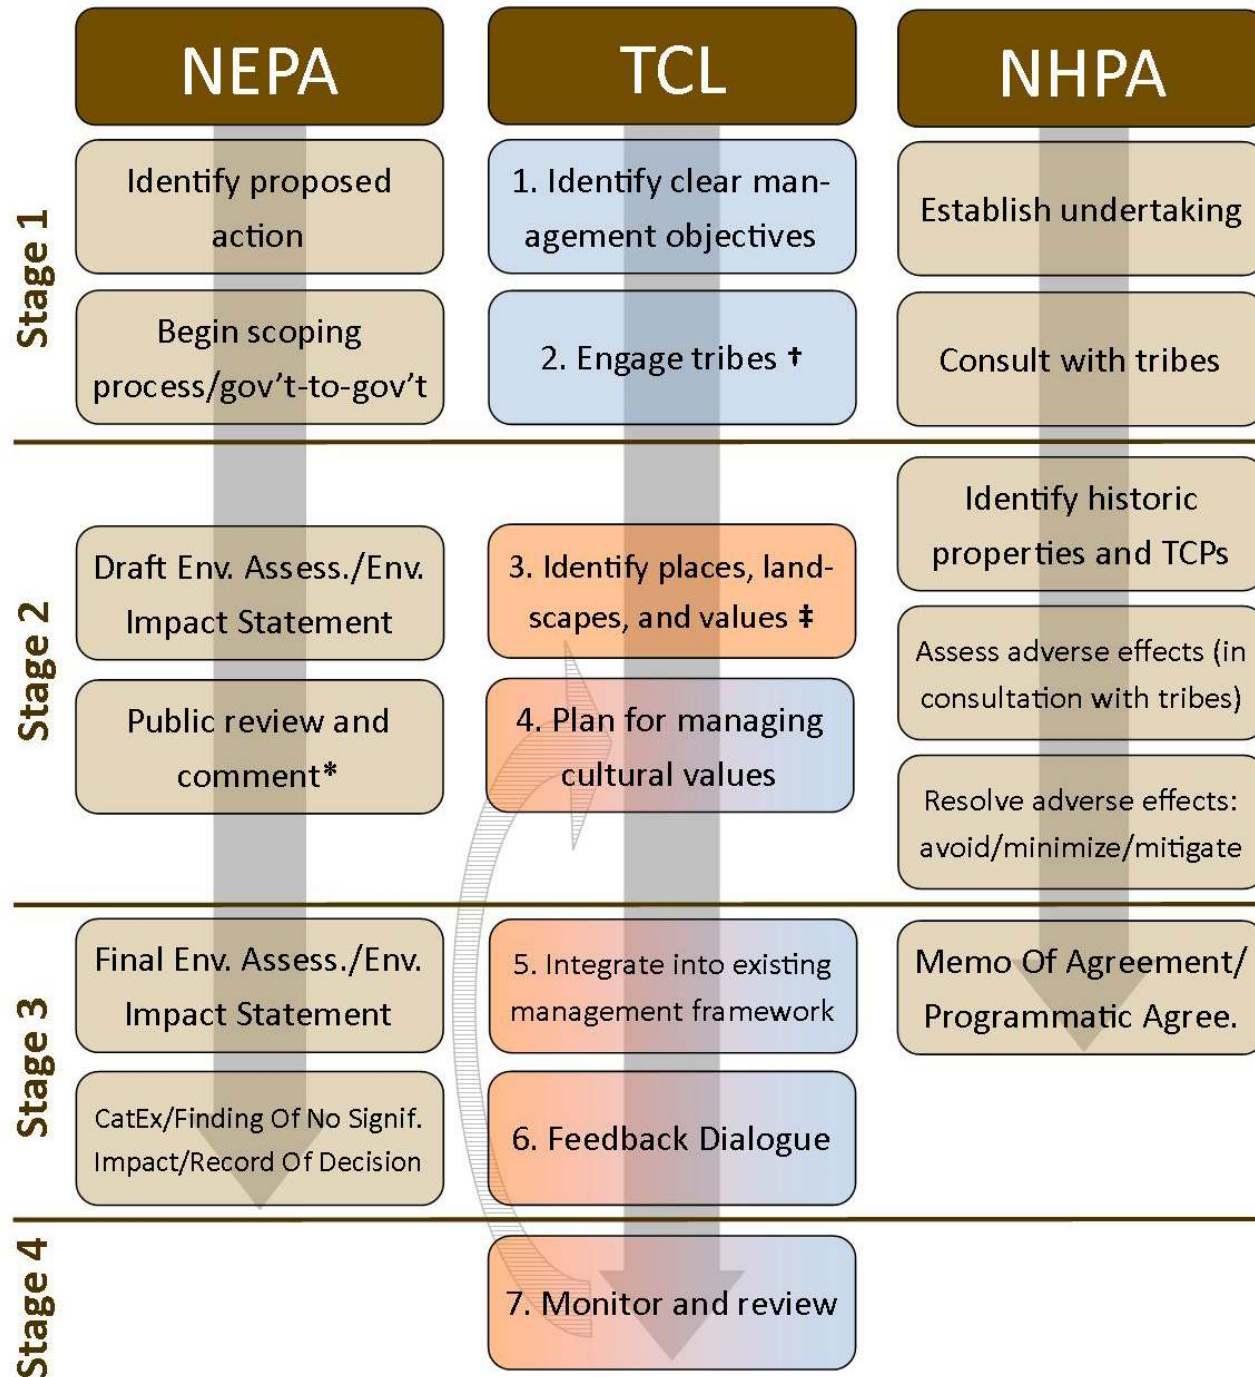 NEPA
TCL
NHPA
Stage 1
Identify proposed
action
1. Identify clear man-
agement objectives
Establish undertaking
Begin scoping
process/gov't-to-gov't
2. Engage tribes †
Consult with tribes
Stage 2
Draft Env. Assess./Env.
Impact Statement
3. Identify places, land-
scapes, and values ‡
Identify historic
properties and TCPs
Public review and
comment*
4. Plan for managing
cultural values
Assess adverse effects (in
consultation with tribes)
Resolve adverse effects:
avoid/minimize/mitigate
Stage 3
Final Env. Assess./Env.
Impact Statement
5. Integrate into existing
management framework
Memo Of Agreement/
Programmatic Agree.
CatEx/Finding Of No Signif.
Impact/Record Of Decision
6. Feedback Dialogue
Stage 4
7. Monitor and review